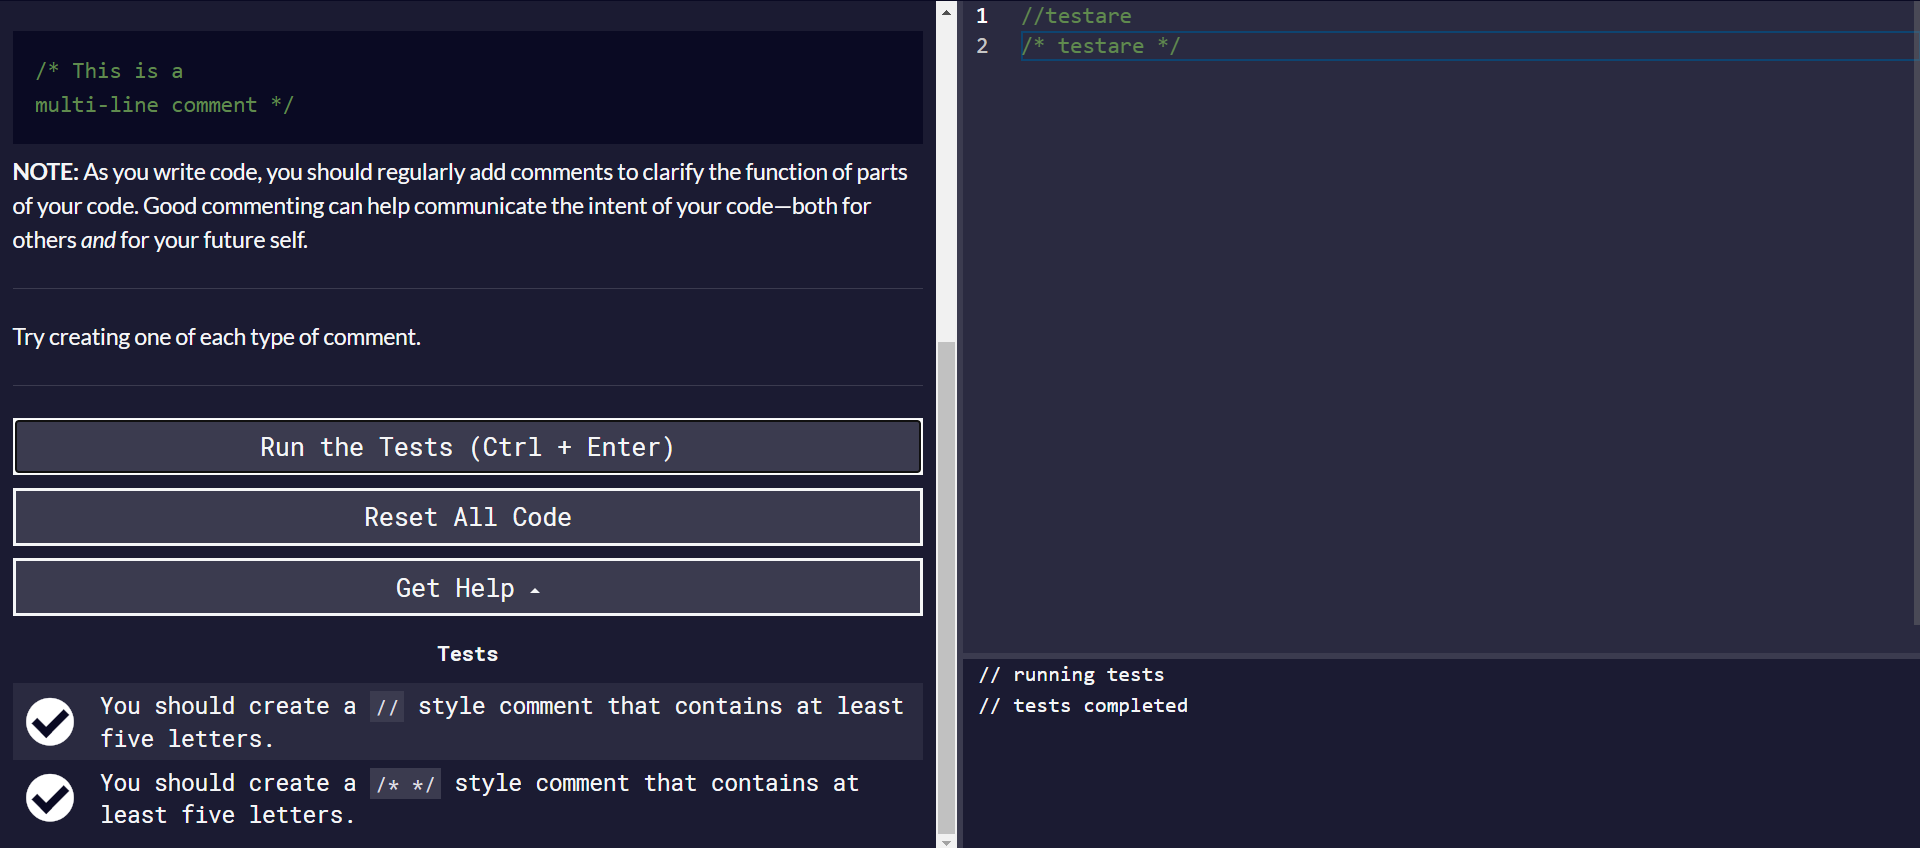 /* This is a
multi-line comment */
NOTE: As you write code, you should regularly add comments to clarify the function of parts
of your code. Good commenting can help communicate the intent of your code—both for
others and for your future self.
Try creating one of each type of comment.
Run the Tests (Ctrl + Enter)
Reset All Code
Get Help
Tests
You should create a // style comment that contains at least
five letters.
You should create a /* */ style comment that contains at
least five letters.
1 //testare
2 /* testare */
// running tests
// tests completed